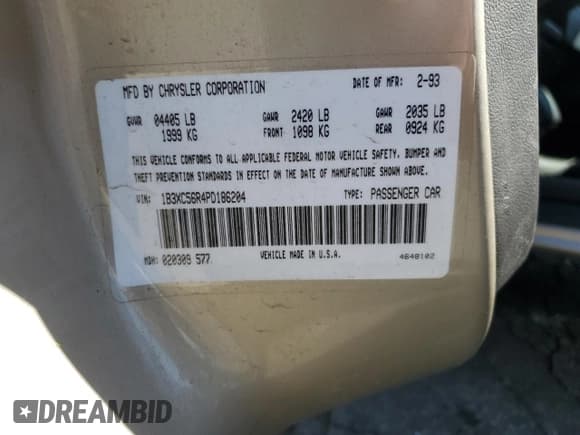 MFD BY CHRYSLER CORPORATION DATE OF MFR: 2-93
GVWR 04405 LB GAWR 2420 LB GAWR 2035 LB
1999 KG FRONT 1098 KG REAR 0924 KG
THIS VEHICLE CONFORMS TO ALL APPLICABLE FEDERAL MOTOR VEHICLE SAFETY, BUMPER AND
THEFT PREVENTION STANDARDS IN EFFECT ON THE DATE OF MANUFACTURE SHOWN ABOVE.
VIN: 1B3XC56R4PD186204 TYPE: PASSENGER CAR
MDH: 020309 577 VEHICLE MADE IN U.S.A. 4648102
DREAMBID